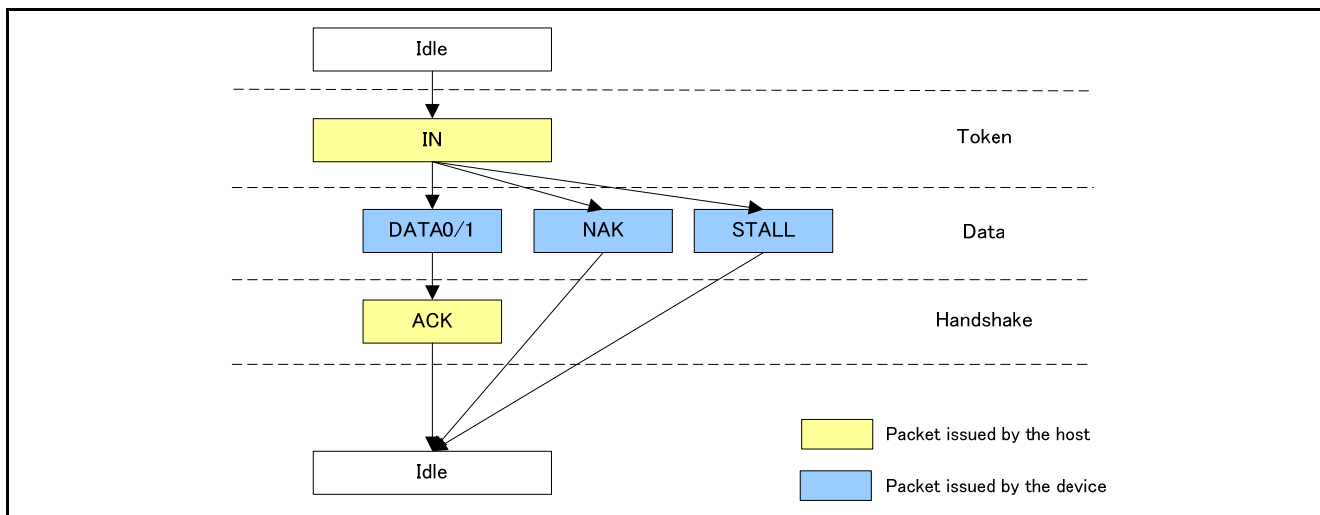 Idle
IN
Token
DATA0/1
NAK
STALL
Data
ACK
Handshake
Packet issued by the host
Idle
Packet issued by the device